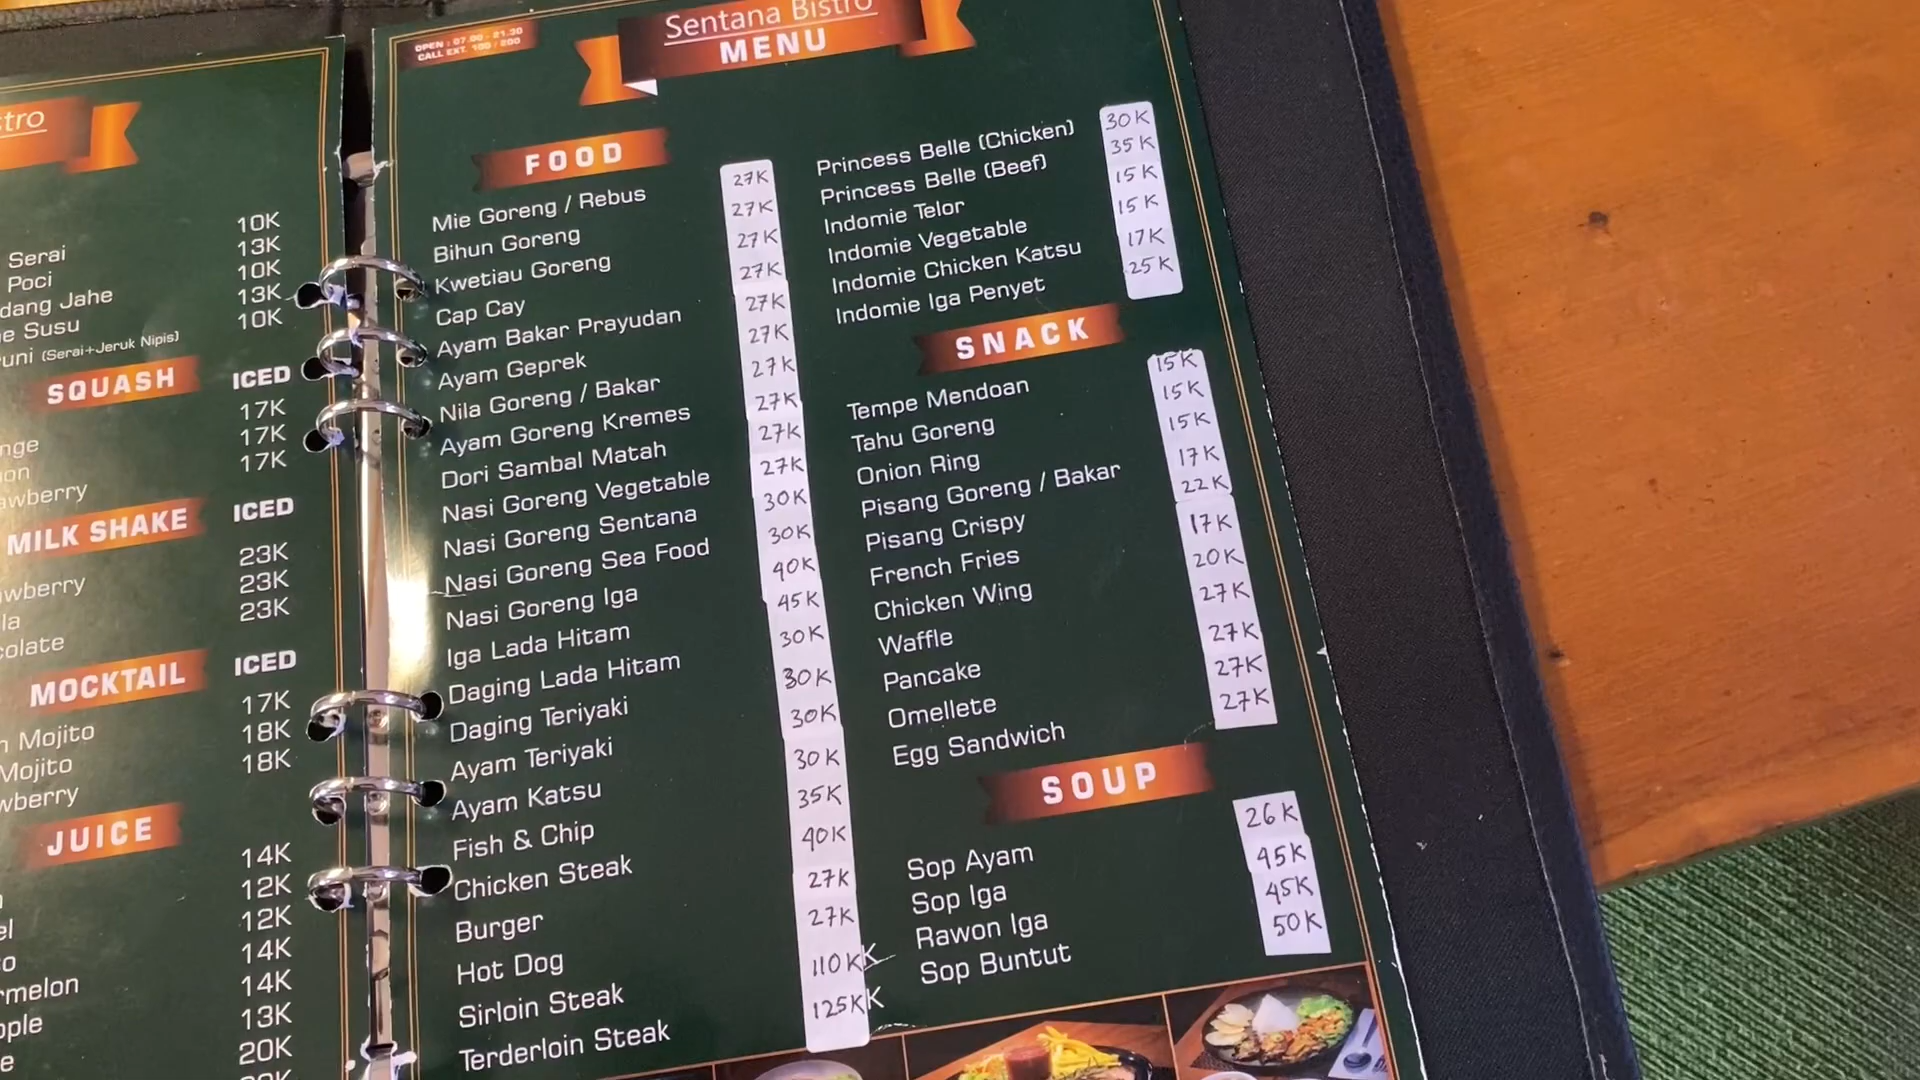 stro
10K
Serai 13K
Poci 10K
dang Jahe 13K
e Susu 10K
uni (Serai+Jeruk Nipis)
SQUASH ICED
17K
nge 17K
on 17K
awberry
MILK SHAKE ICED
23K
wberry 23K
la 23K
colate
MOCKTAIL ICED
17K
n Mojito 18K
Mojito 18K
wberry
JUICE
14K
12K
el 12K
o 14K
rmelon 14K
ople 13K
e 20K
OPEN : 07.00 - 21.30
CALL EXT. 100 / 200
Sentana Bistro
MENU
FOOD
Mie Goreng / Rebus 27K
Bihun Goreng 27K
Kwetiau Goreng 27K
Cap Cay 27K
Ayam Bakar Prayudan 27K
Ayam Geprek 27K
Nila Goreng / Bakar 27K
Ayam Goreng Kremes 27K
Dori Sambal Matah 27K
Nasi Goreng Vegetable 27K
Nasi Goreng Sentana 30K
Nasi Goreng Sea Food 30K
Nasi Goreng Iga 40K
Iga Lada Hitam 45K
Daging Lada Hitam 30K
Daging Teriyaki 30K
Ayam Teriyaki 30K
Ayam Katsu 30K
Fish & Chip 35K
Chicken Steak 40K
Burger 27K
Hot Dog 27K
Sirloin Steak 110KK
Terderloin Steak 125KK
Princess Belle (Chicken) 30K
Princess Belle (Beef) 35K
Indomie Telor 15K
Indomie Vegetable 15K
Indomie Chicken Katsu 17K
Indomie Iga Penyet 25K
SNACK
Tempe Mendoan 15K
Tahu Goreng 15K
Onion Ring 15K
Pisang Goreng / Bakar 17K
Pisang Crispy 22K
French Fries 17K
Chicken Wing 20K
Waffle 27K
Pancake 27K
Omellete 27K
Egg Sandwich 27K
SOUP
Sop Ayam 26K
Sop Iga 45K
Rawon Iga 45K
Sop Buntut 50K